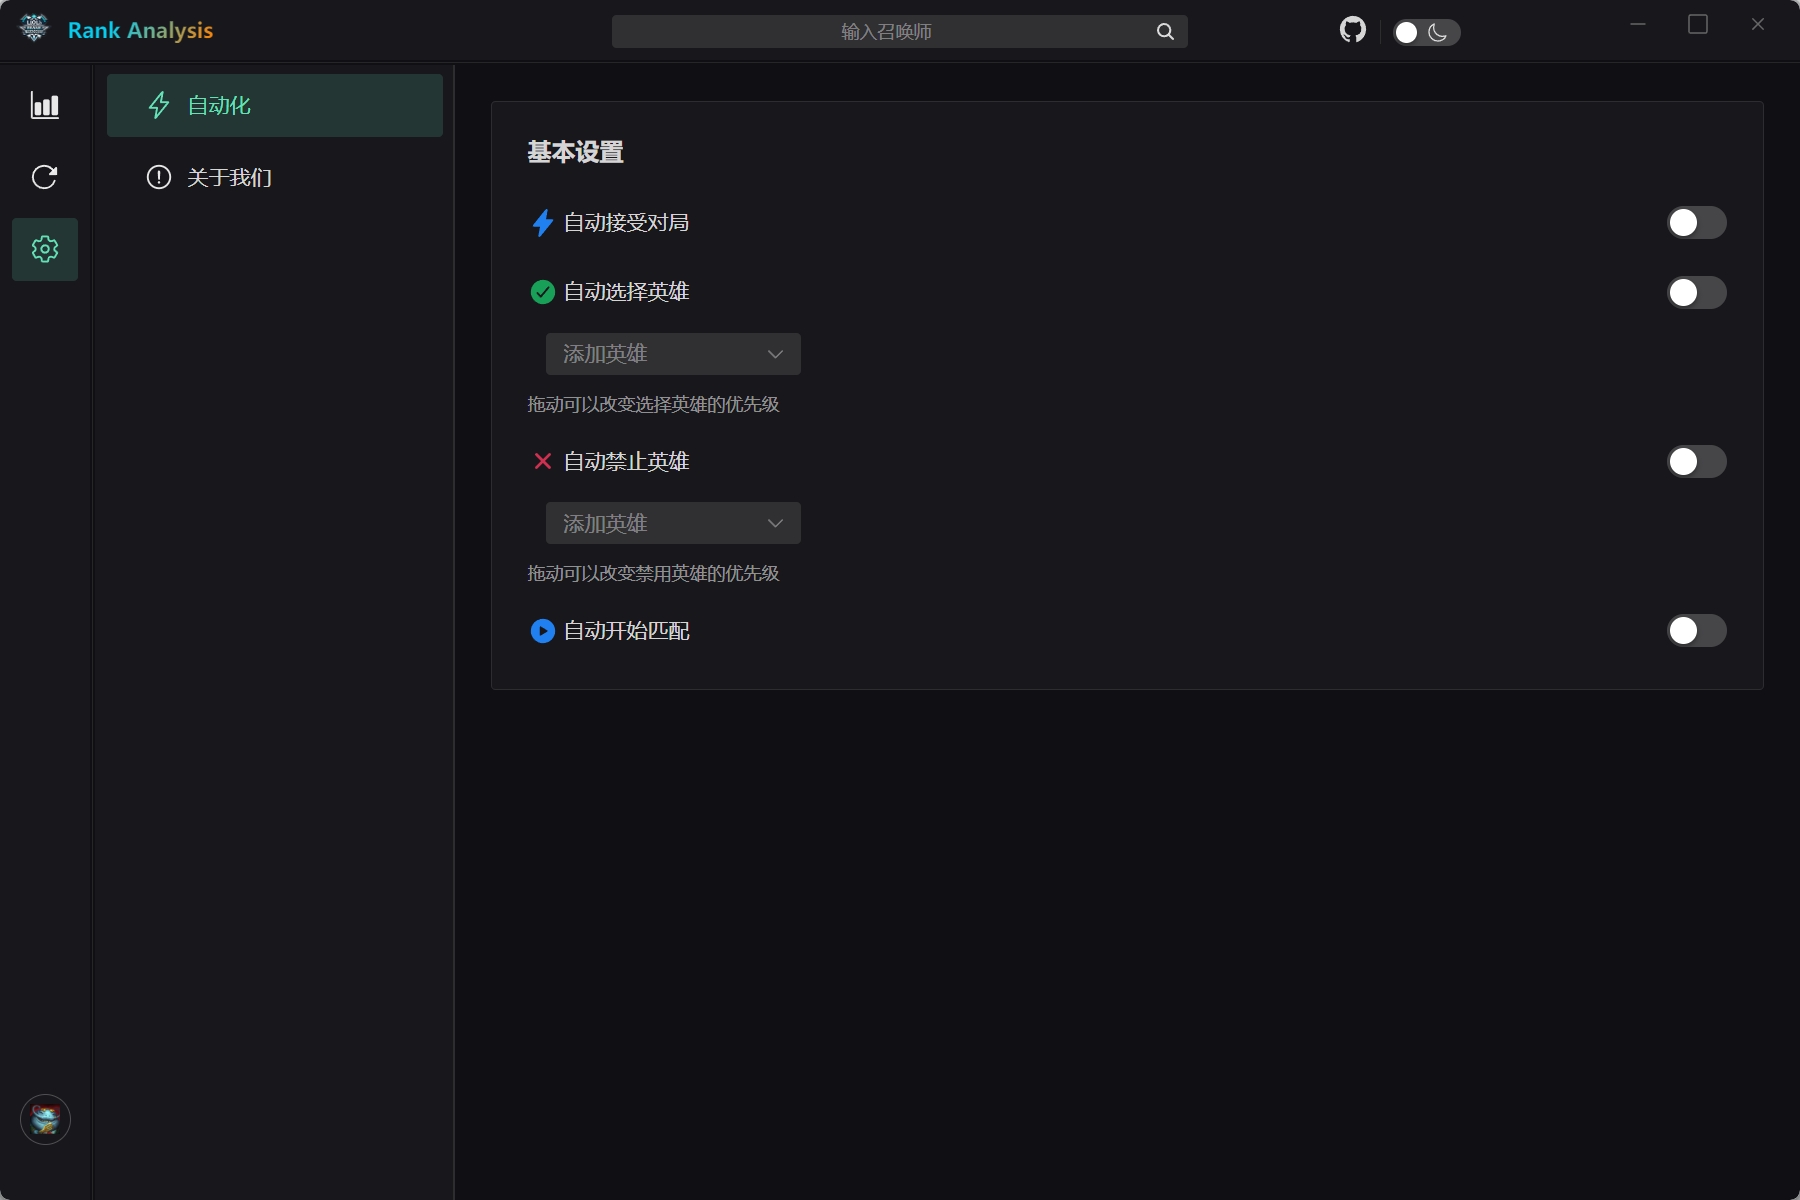 Rank Analysis
输入召唤师
自动化
关于我们
基本设置
自动接受对局
自动选择英雄
添加英雄
拖动可以改变选择英雄的优先级
自动禁止英雄
添加英雄
拖动可以改变禁用英雄的优先级
自动开始匹配